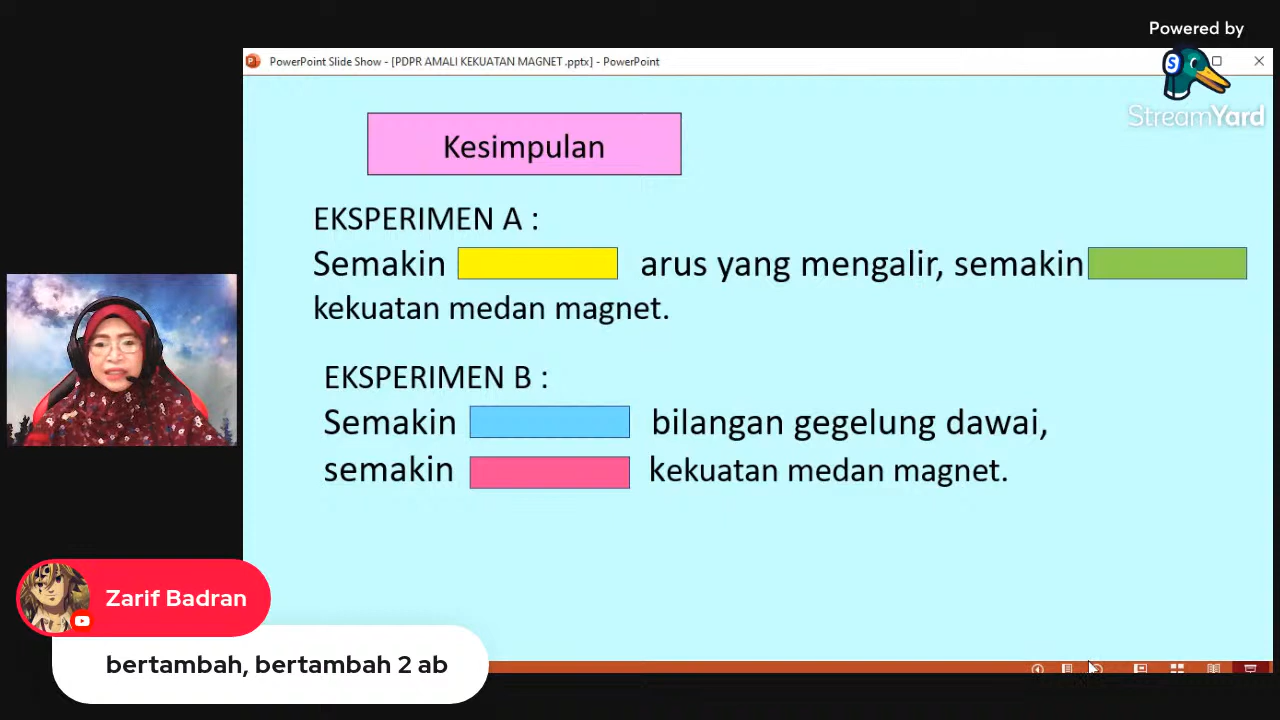 Powered by
StreamYard
PowerPoint Slide Show - [PDPR AMALI KEKUATAN MAGNET .pptx] - PowerPoint
Kesimpulan
EKSPERIMEN A :
Semakin arus yang mengalir, semakin
kekuatan medan magnet.
EKSPERIMEN B :
Semakin bilangan gegelung dawai,
semakin kekuatan medan magnet.
Zarif Badran
bertambah, bertambah 2 ab